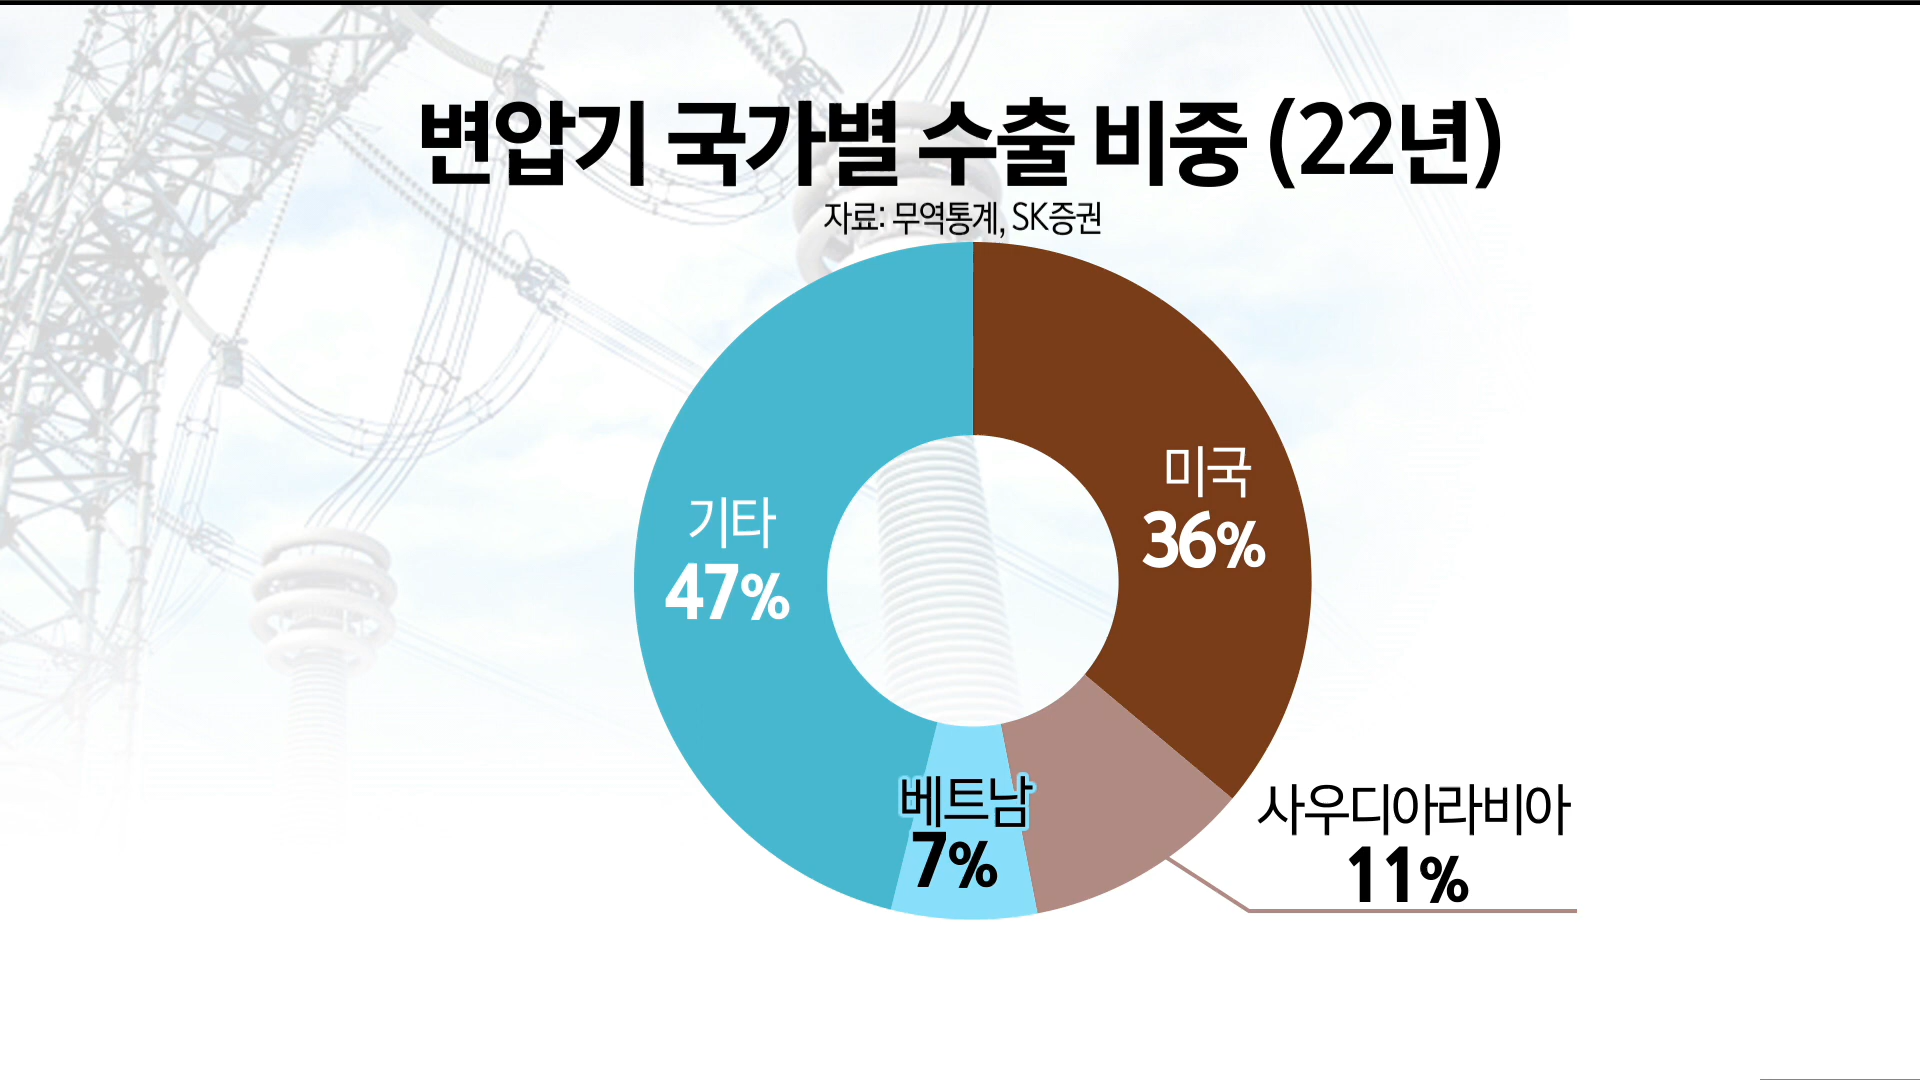 변압기 국가별 수출 비중 (22년)
자료: 무역통계, SK증권
미국
36%
기타
47%
베트남
7%
사우디아라비아
11%